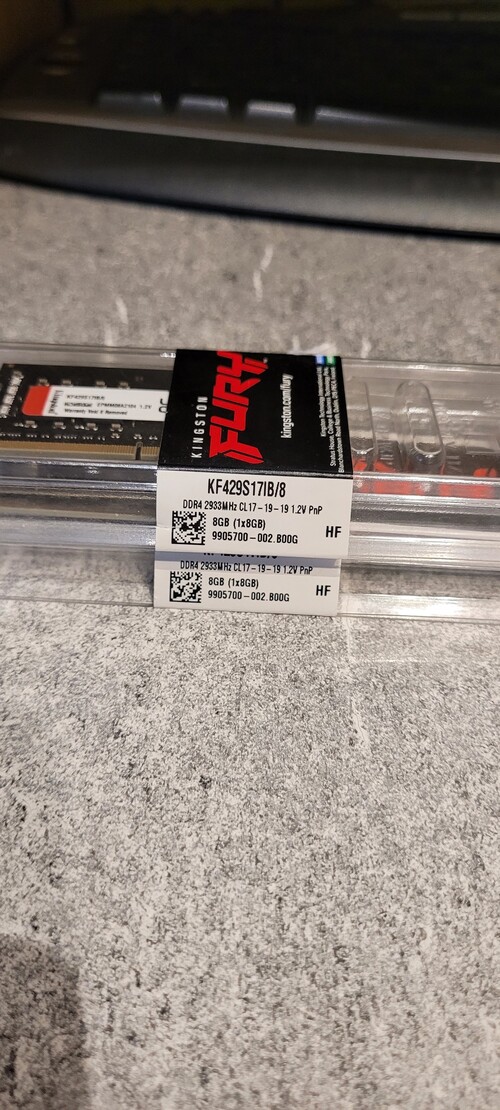 KINGSTON
FURY
kingston.com/fury
KF429S17IB/8
DDR4 2933MHz CL17-19-19 1.2V PnP
8GB (1x8GB)
9905700-002.B00G
HF
DDR4 2933MHz CL17-19-19 1.2V PnP
8GB (1x8GB)
9905700-002.B00G
HF